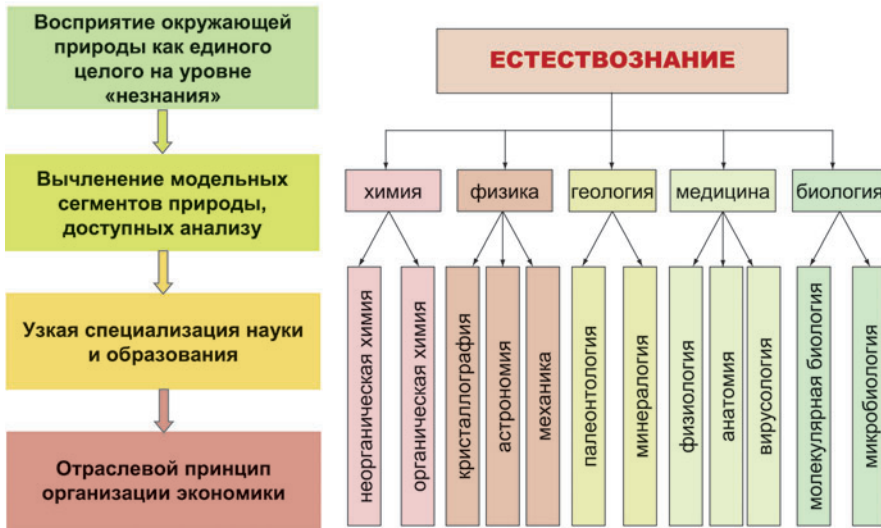 Восприятие окружающей
природы как единого
целого на уровне
«незнания»
Вычленение модельных
сегментов природы,
доступных анализу
Узкая специализация науки
и образования
Отраслевой принцип
организации экономики
ЕСТЕСТВОЗНАНИЕ
химия
физика
геология
медицина
биология
неорганическая химия
органическая химия
кристаллография
астрономия
механика
палеонтология
минералогия
физиология
анатомия
вирусология
молекулярная биология
микробиология